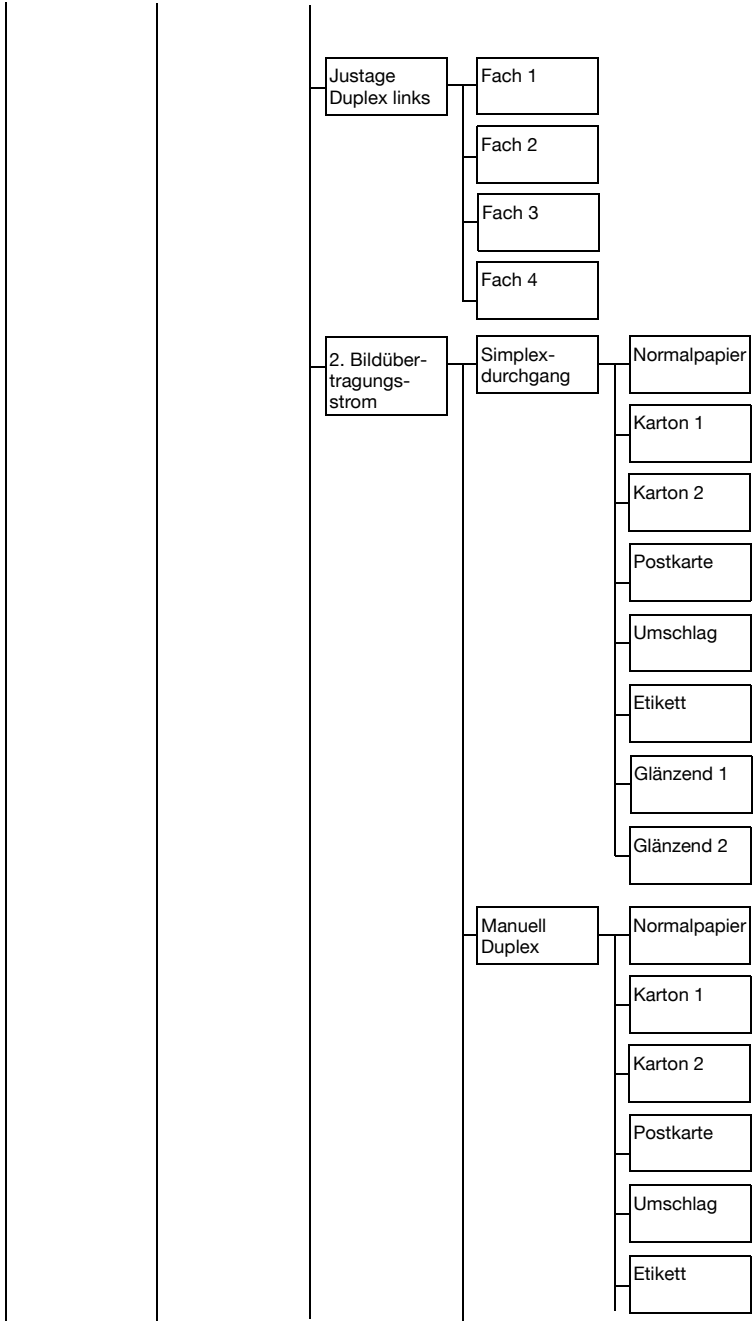 Justage
Duplex links
Fach 1
Fach 2
Fach 3
Fach 4
2. Bildüber-
tragungs-
strom
Simplex-
durchgang
Normalpapier
Karton 1
Karton 2
Postkarte
Umschlag
Etikett
Glänzend 1
Glänzend 2
Manuell
Duplex
Normalpapier
Karton 1
Karton 2
Postkarte
Umschlag
Etikett